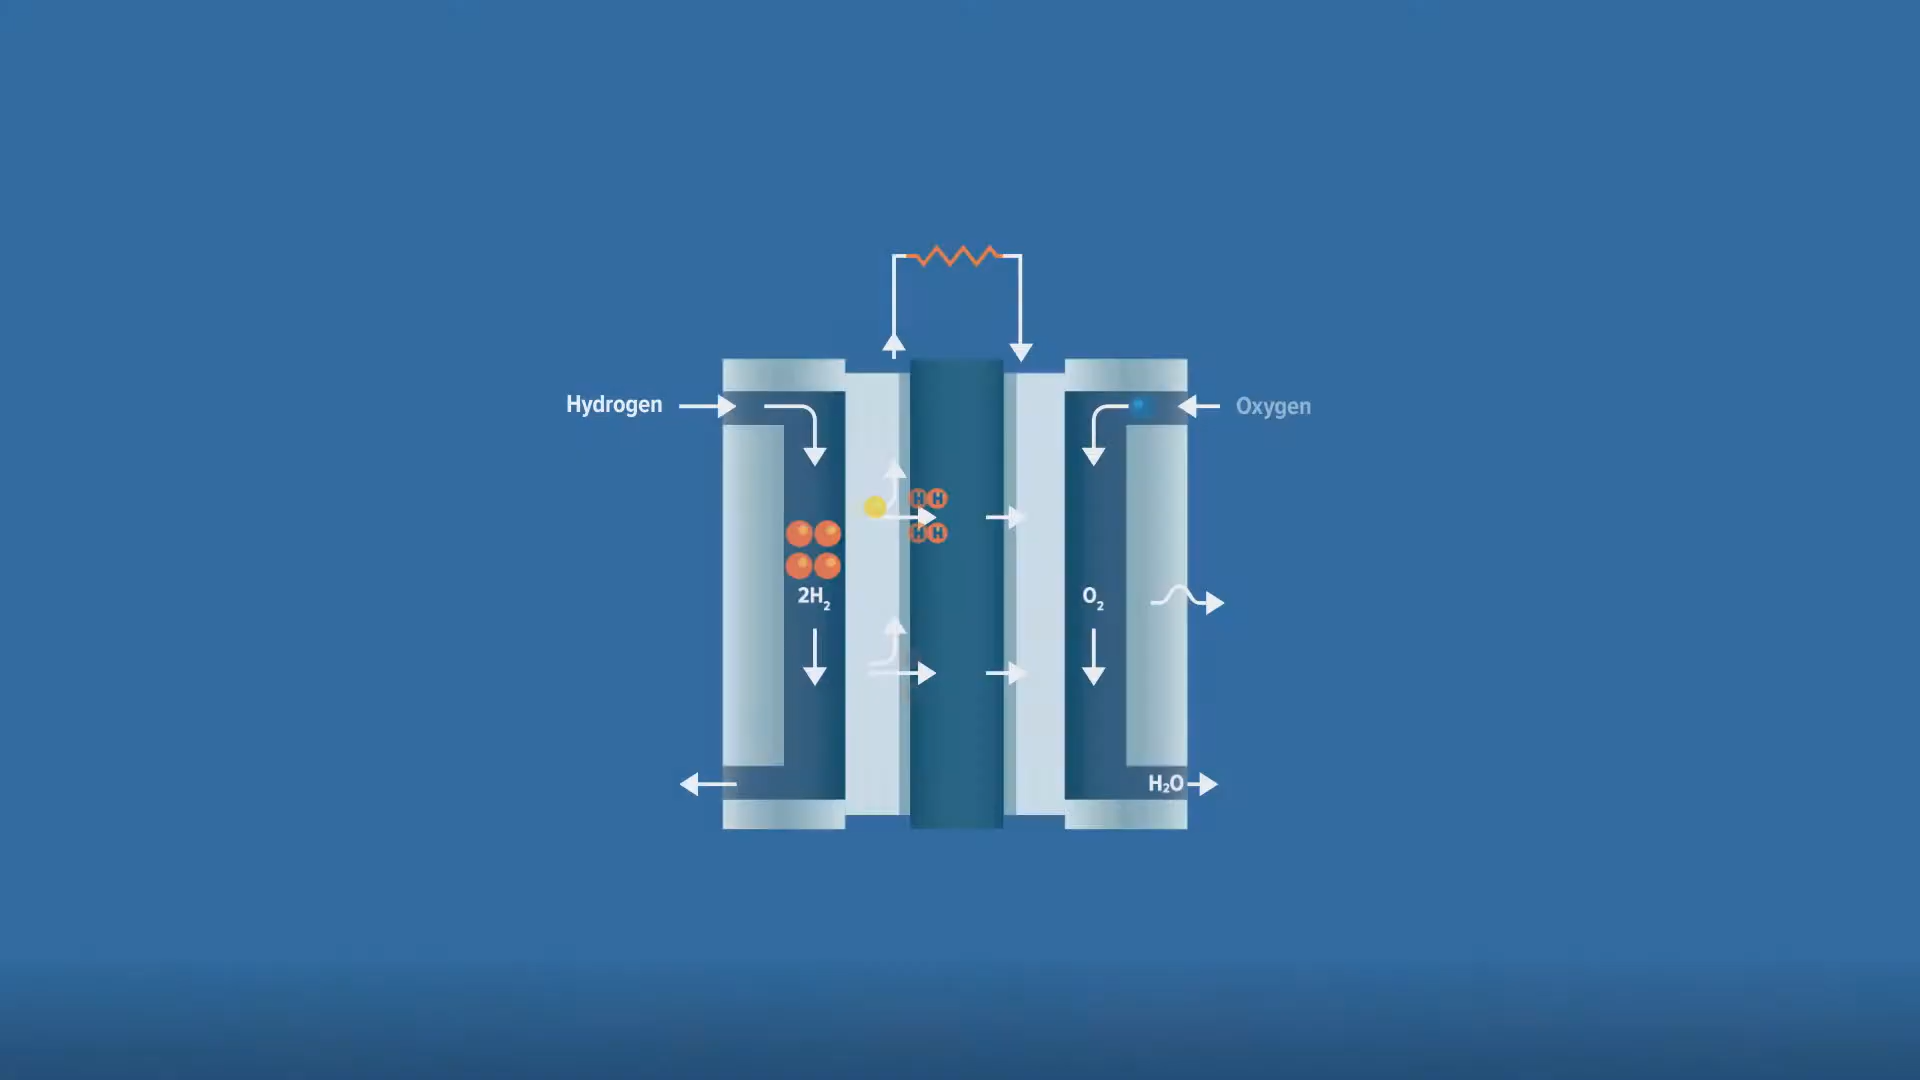 Hydrogen
Oxygen
H H
H H
2H₂
O₂
H₂O